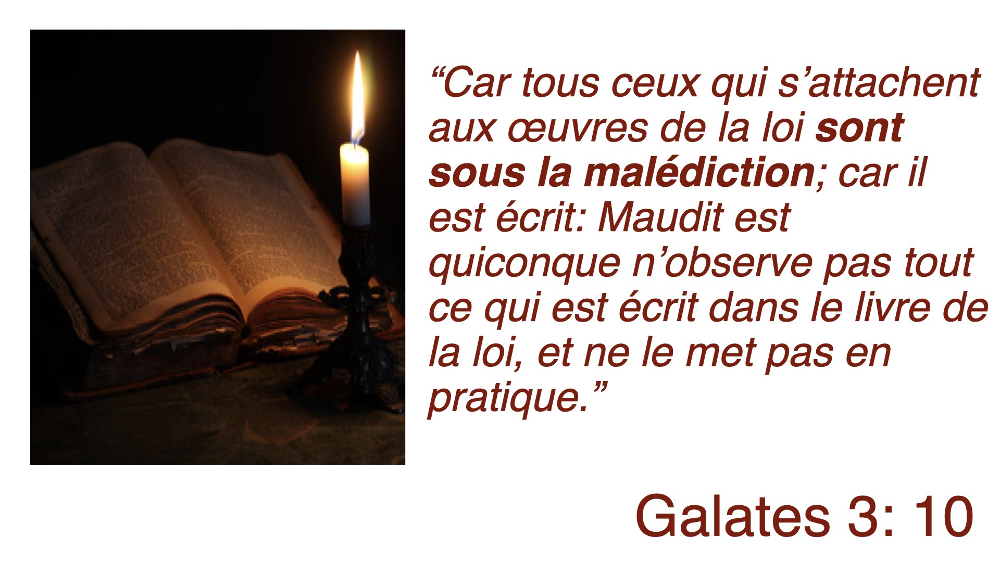 “Car tous ceux qui s’attachent
aux œuvres de la loi sont
sous la malédiction; car il
est écrit: Maudit est
quiconque n’observe pas tout
ce qui est écrit dans le livre de
la loi, et ne le met pas en
pratique.”
Galates 3: 10